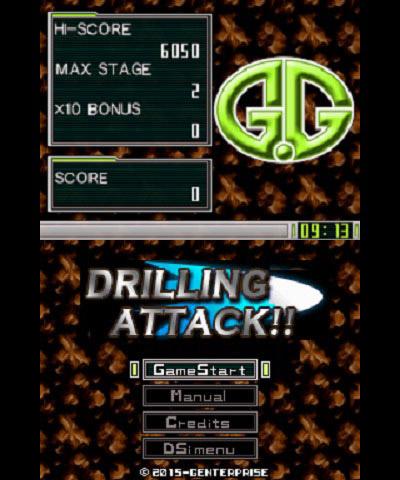 HI-SCORE
6050
MAX STAGE
2
x10 BONUS
0
G.G
SCORE
0
09:13
DRILLING
ATTACK!!
GameStart
Manual
Credits
DSimenu
© 2015-GENTERPRISE